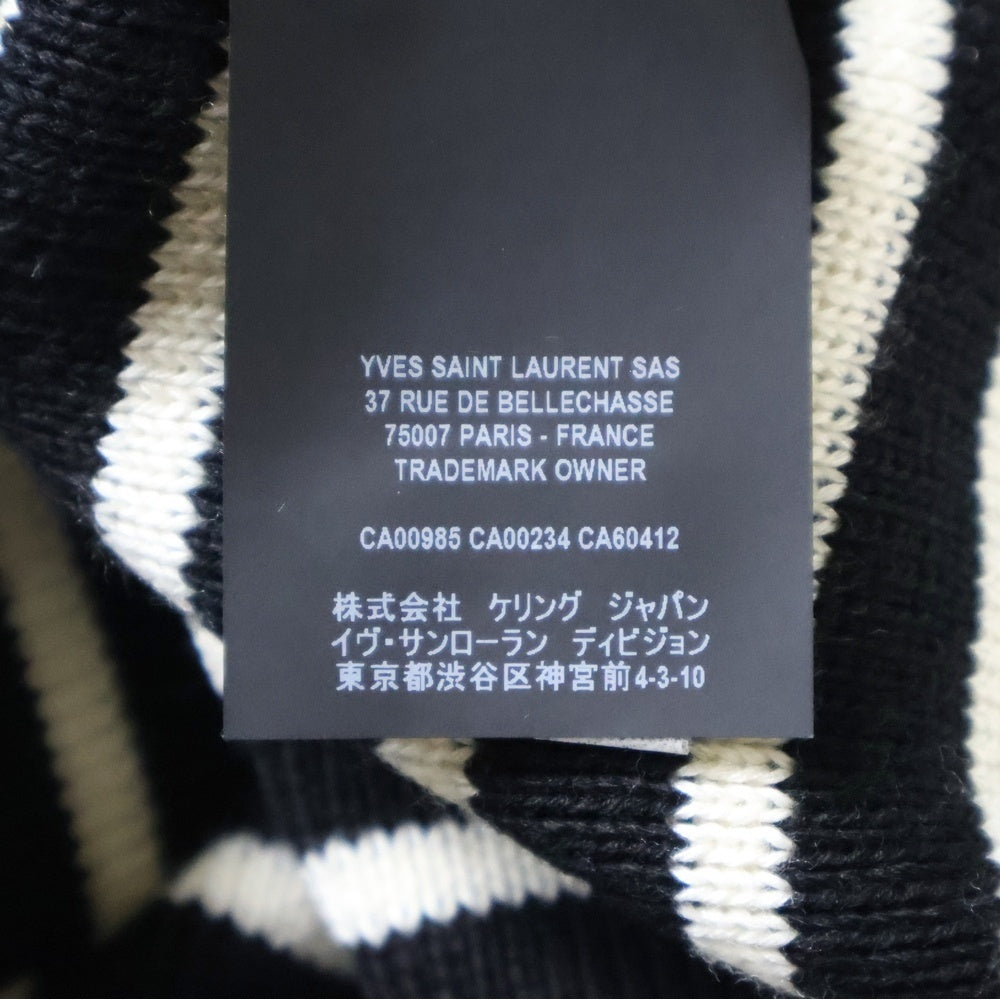 YVES SAINT LAURENT SAS
37 RUE DE BELLECHASSE
75007 PARIS - FRANCE
TRADEMARK OWNER
CA00985 CA00234 CA60412
株式会社 ケリング ジャパン
イヴ・サンローラン ディビジョン
東京都渋谷区神宮前4-3-10